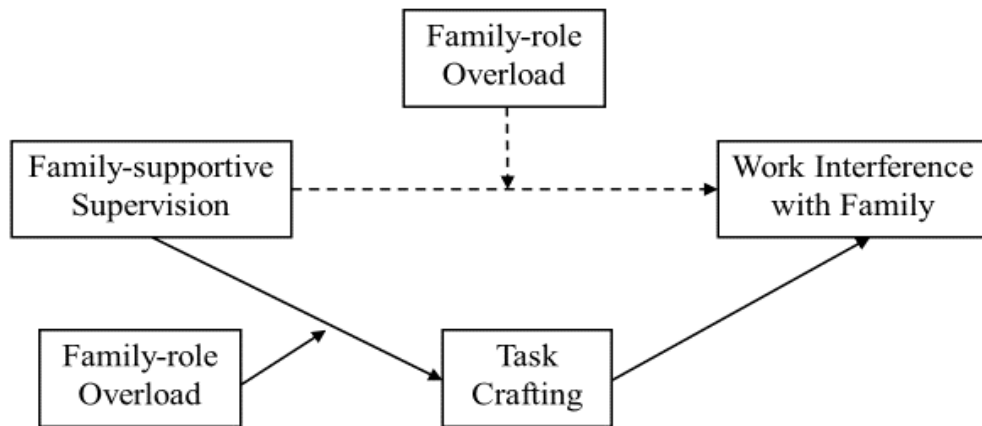 Family-role
Overload
Family-supportive
Supervision
Work Interference
with Family
Family-role
Overload
Task
Crafting